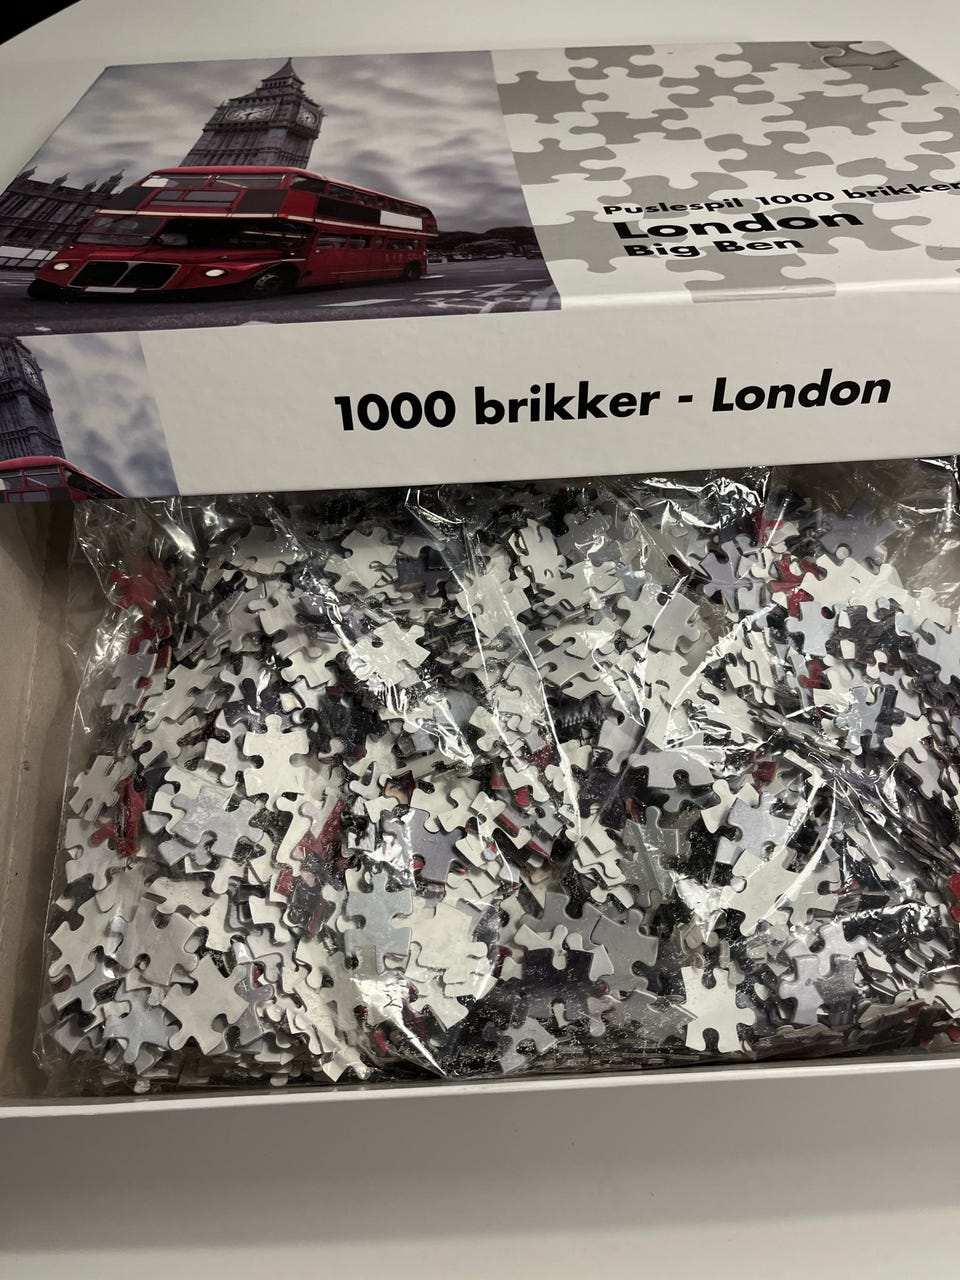 Puslespil 1000 brikker
London
Big Ben
1000 brikker - London